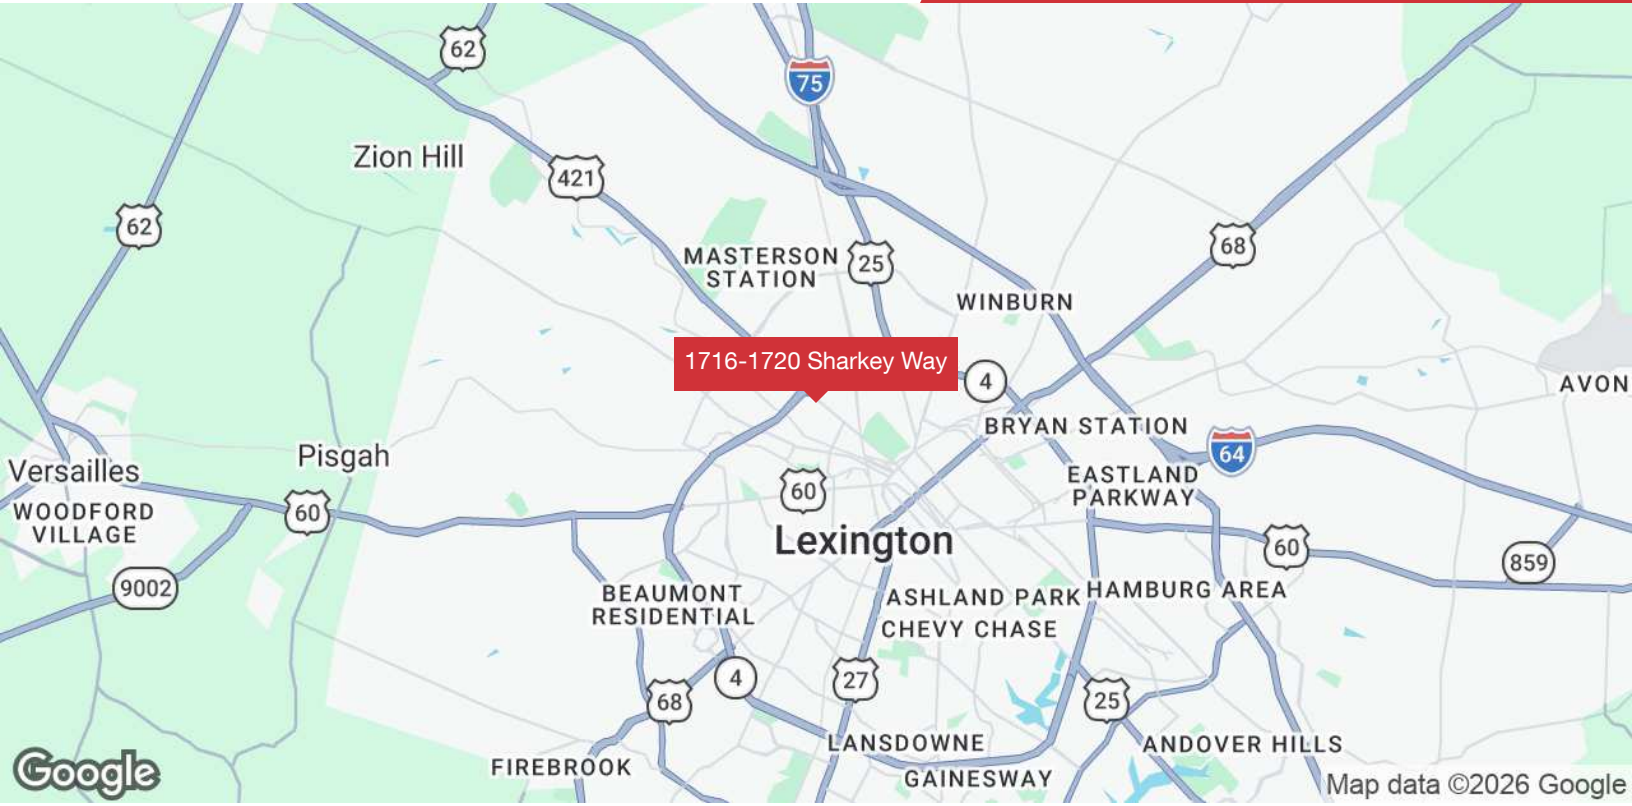 62
75
Zion Hill
421
62
68
MASTERSON
STATION
25
WINBURN
1716-1720 Sharkey Way
4
AVON
BRYAN STATION
Pisgah
64
Versailles
EASTLAND
PARKWAY
60
60
WOODFORD
VILLAGE
Lexington
60
859
9002
BEAUMONT
RESIDENTIAL
ASHLAND PARK
HAMBURG AREA
CHEVY CHASE
4
27
68
25
LANSDOWNE
ANDOVER HILLS
FIREBROOK
GAINESWAY
Google
Map data ©2026 Google